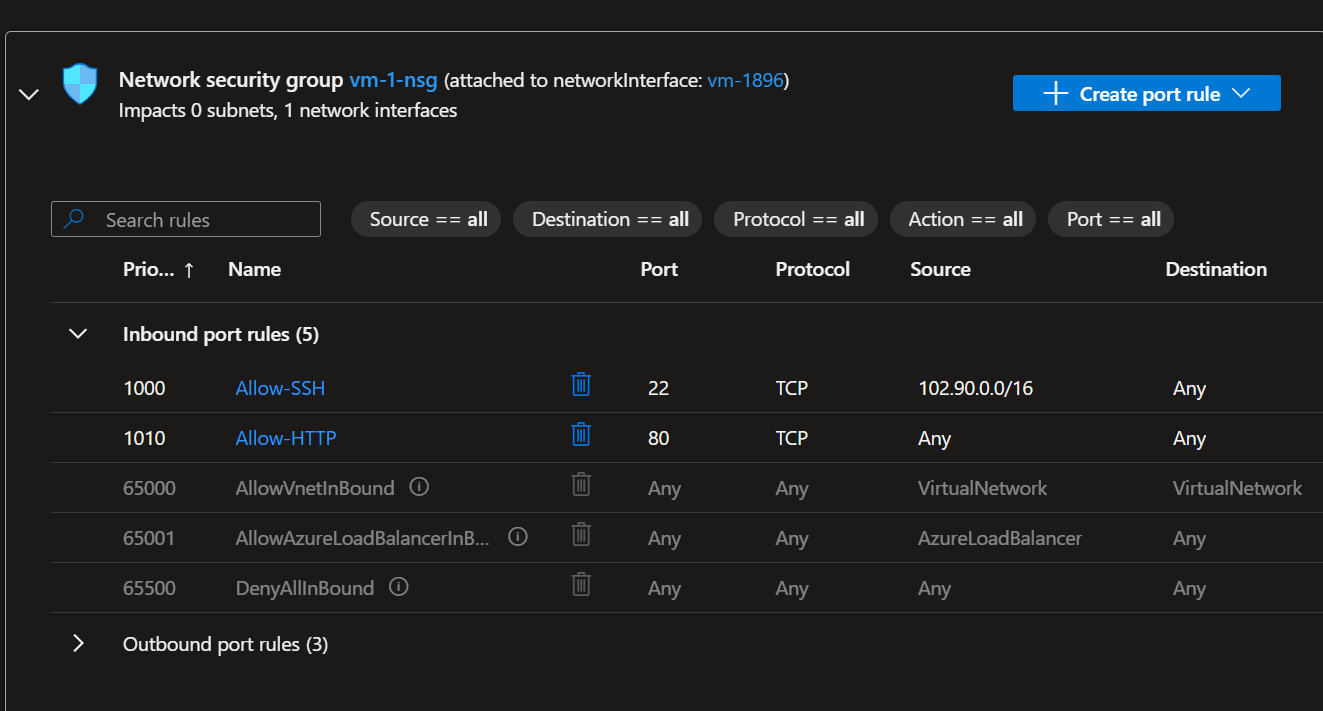 Network security group vm-1-nsg (attached to networkInterface: vm-1896)
Impacts 0 subnets, 1 network interfaces
Create port rule
Search rules
Source == all
Destination == all
Protocol == all
Action == all
Port == all
Prio... ↑ Name Port Protocol Source Destination
Inbound port rules (5)
1000 Allow-SSH 22 TCP 102.90.0.0/16 Any
1010 Allow-HTTP 80 TCP Any Any
65000 AllowVnetInBound Any Any VirtualNetwork VirtualNetwork
65001 AllowAzureLoadBalancerInB... Any Any AzureLoadBalancer Any
65500 DenyAllInBound Any Any Any Any
Outbound port rules (3)